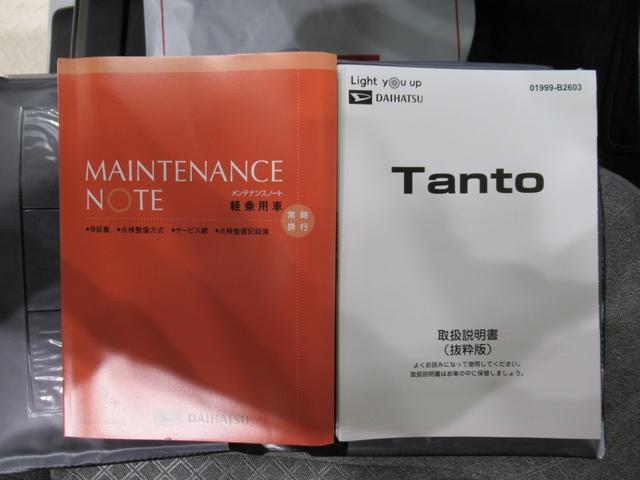 MAINTENANCE
NOTE
メンテナンスノート
軽乗用車
常時
携行
●保証書 ●点検整備方式 ●サービス網 ●点検整備記録簿
DAIHATSU
Light you up
DAIHATSU
01999-B2603
Tanto
取扱説明書
(抜粋版)
よくお読みになって使用してください。
取扱説明書はお車の中に保管しましょう。